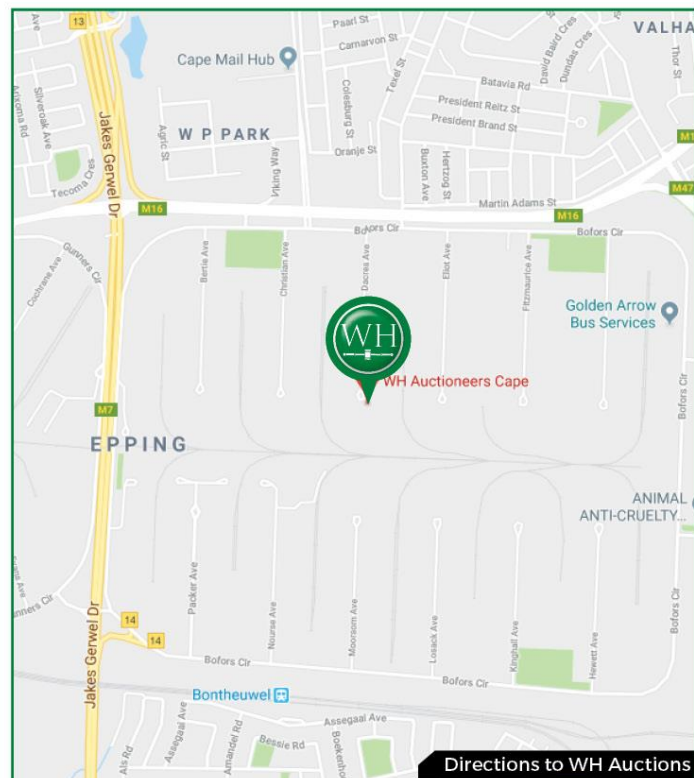 VALHA
13
Paarl St
Carnarvon St
Cape Mail Hub
Texel St
David Baird Cres
Dundas Cres
Thor St
Arixoma Rd
Silveroak Ave
Jakes Gerwel Dr
Agric St
Colesburg St
Batavia Rd
President Reitz St
President Brand St
W P PARK
M1
Oranje St
Viking Way
Buxton Ave
Hertzog St
Tecoma Cres
M47
M16
Martin Adams St
M16
Bofors Cir
Gunners Cir
Cochrane Ave
Bertie Ave
Christian Ave
Dacres Ave
Eliot Ave
Fitzmaurice Ave
Golden Arrow
Bus Services
WH
WH Auctioneers Cape
Bofors Cir
M7
EPPING
ANIMAL
ANTI-CRUELTY...
Packer Ave
Nourse Ave
Moorsom Ave
Losack Ave
Kinghall Ave
Hewett Ave
Bofors Cir
14
14
Jakes Gerwel Dr
Bofors Cir
Bofors Cir
Bontheuwel
Assegaai Ave
Assegaai Ave
Als Rd
Amandel Rd
Bessie Rd
Directions to WH Auctions